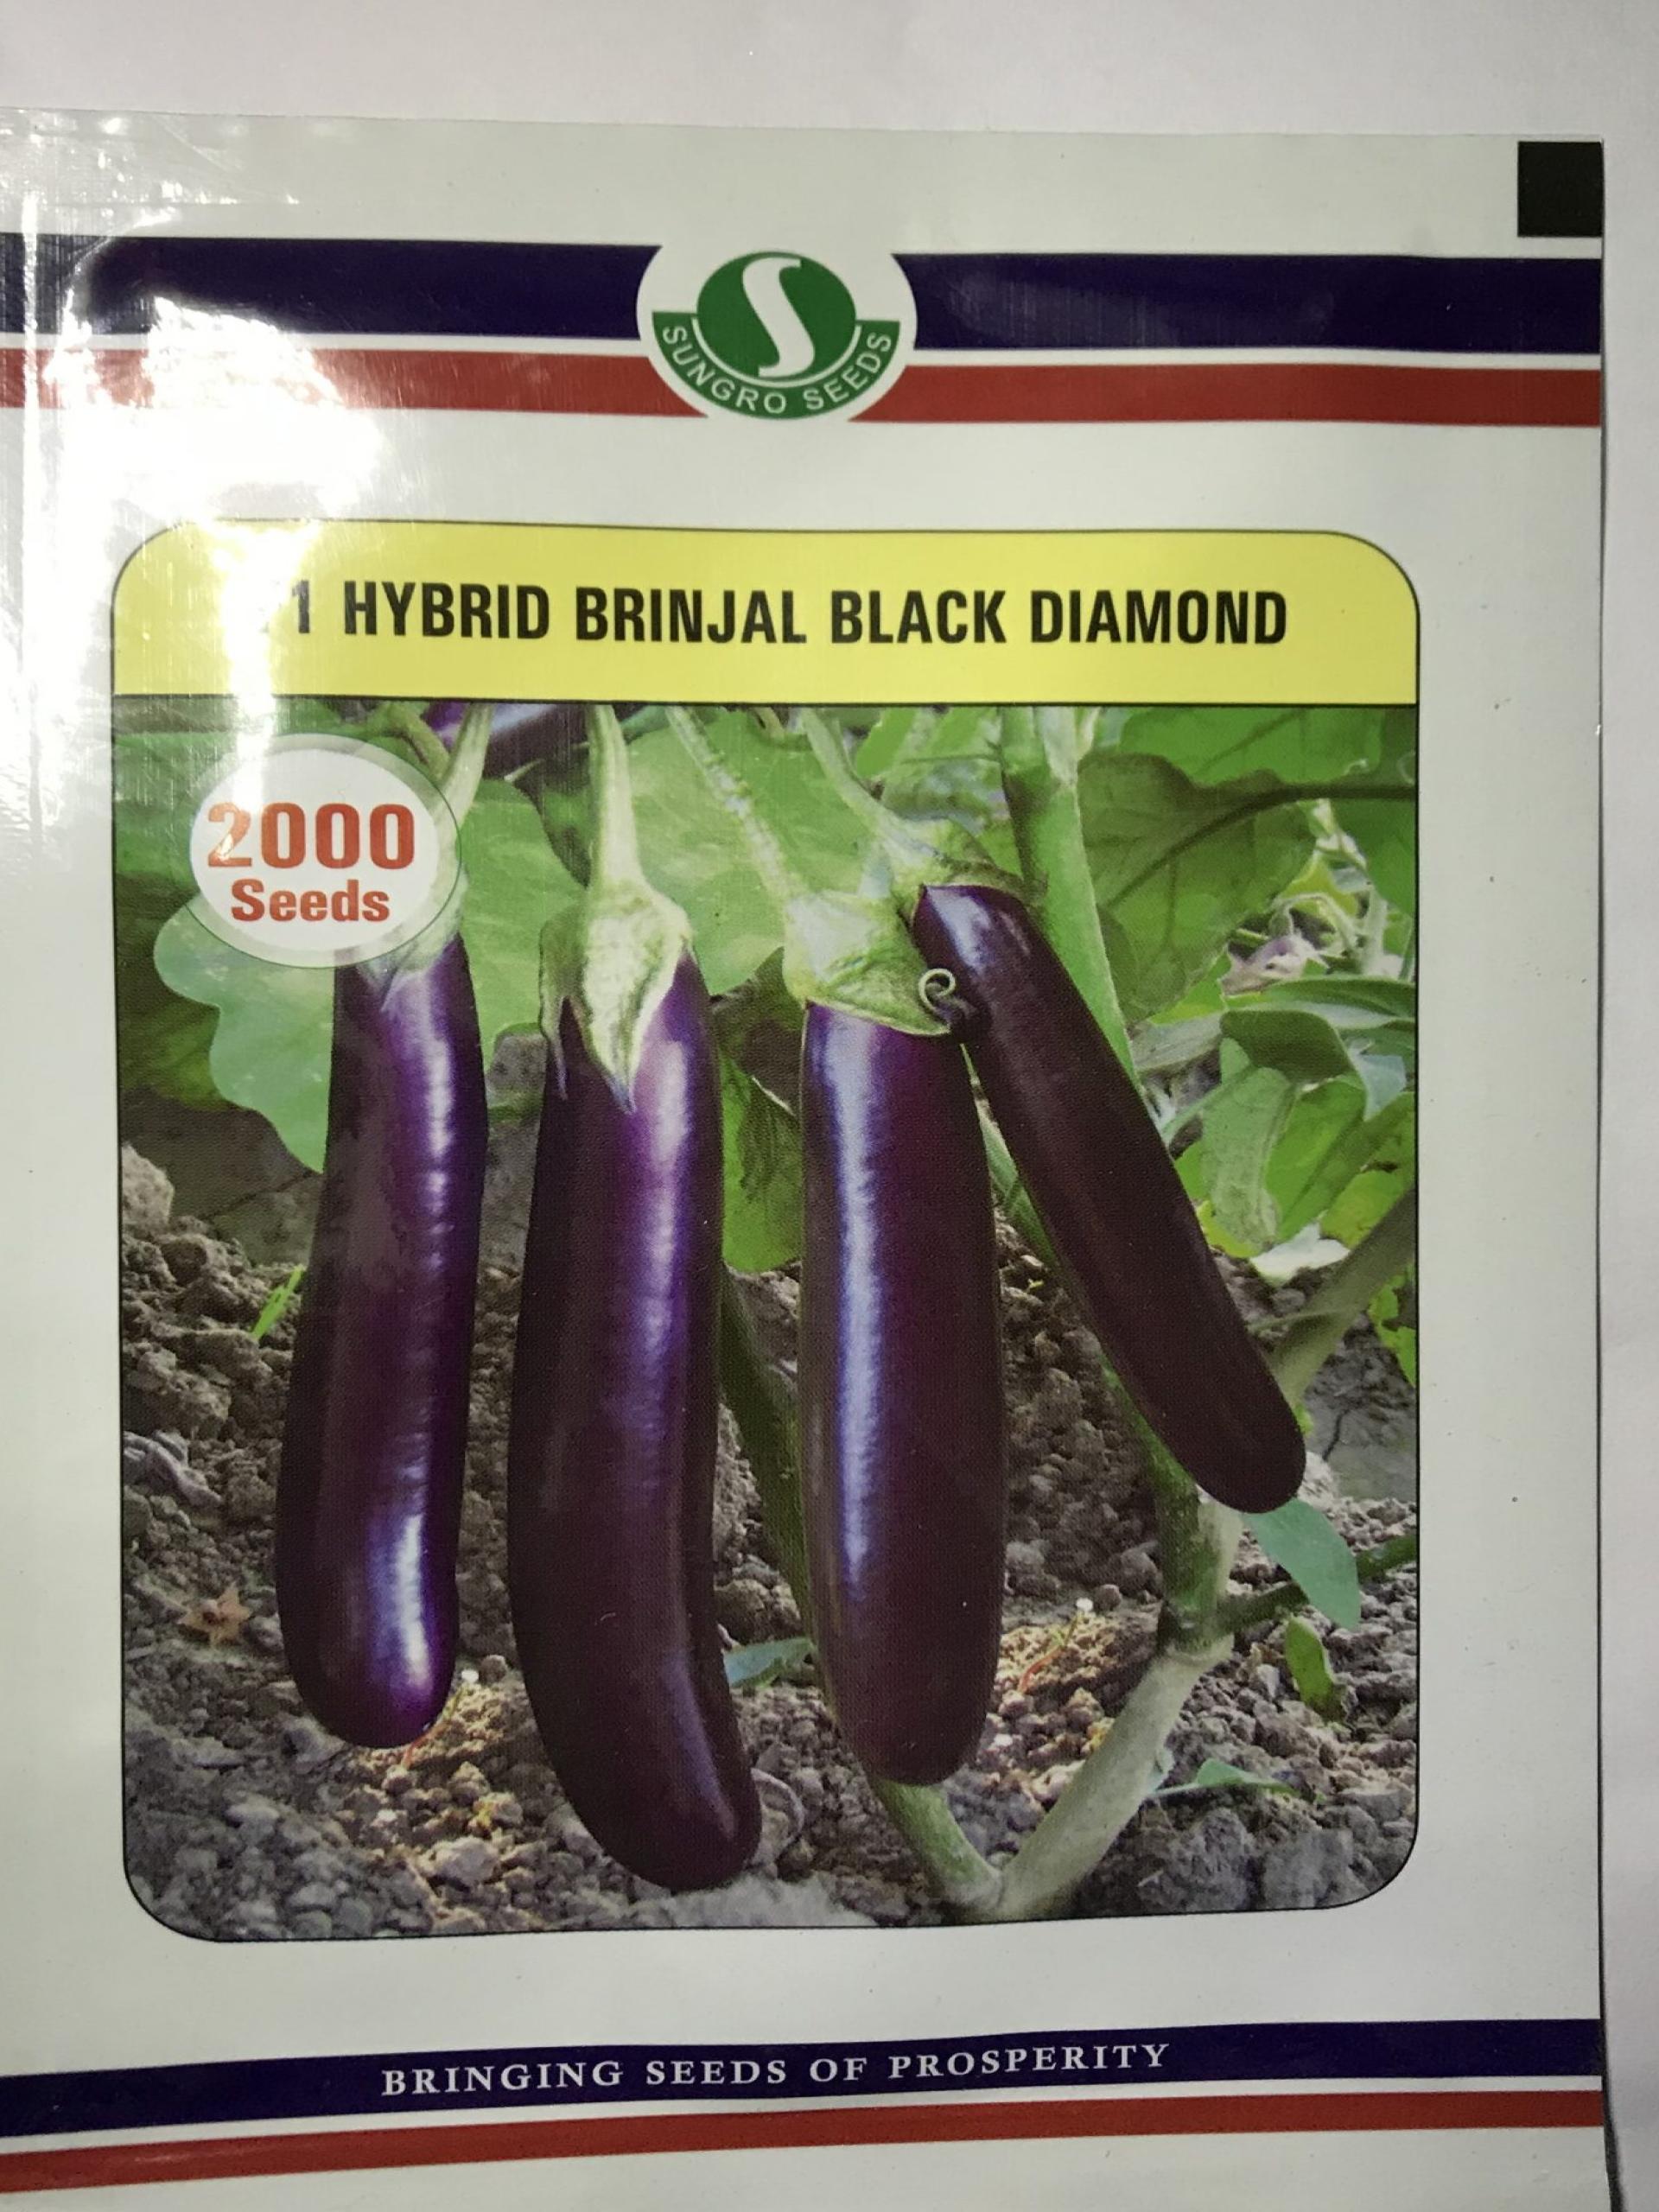 SUNGRO SEEDS
1 HYBRID BRINJAL BLACK DIAMOND
2000
Seeds
BRINGING SEEDS OF PROSPERITY